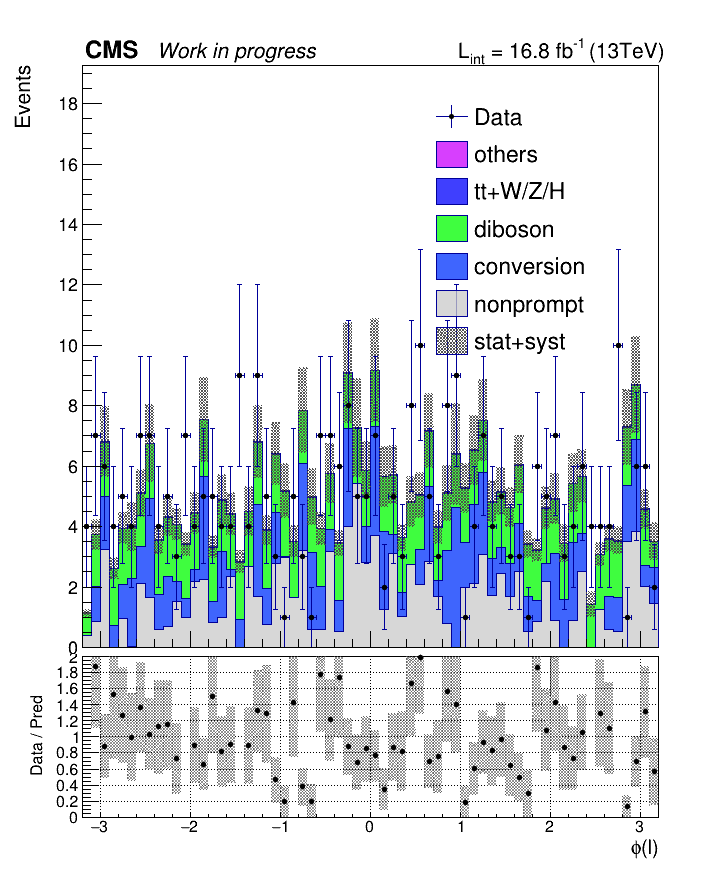 CMS Work in progress L_int = 16.8 fb⁻¹ (13TeV)
Events
18
16
14
12
10
8
6
4
2
0
Data
others
tt+W/Z/H
diboson
conversion
nonprompt
stat+syst
Data / Pred
2
1.8
1.6
1.4
1.2
1
0.8
0.6
0.4
0.2
0
−3 −2 −1 0 1 2 3
ϕ(l)